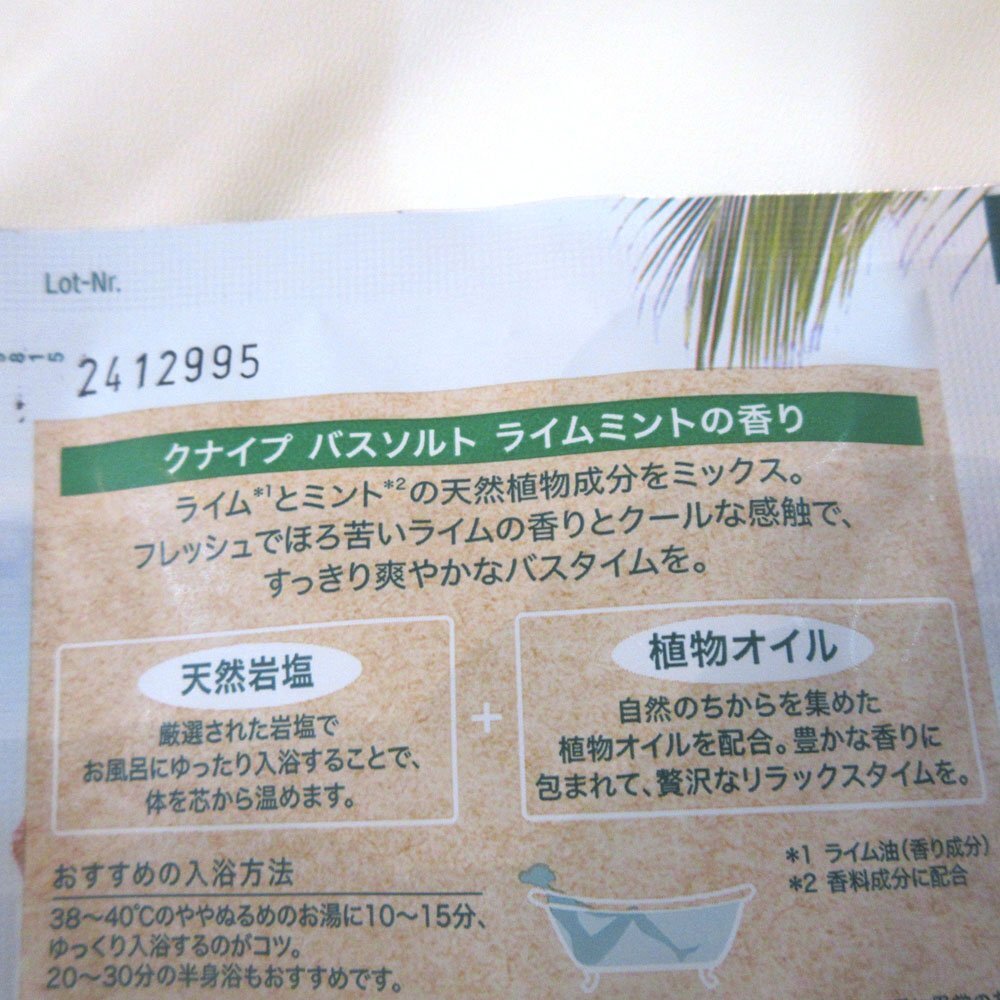 Lot-Nr.
2412995
クナイプ バスソルト ライムミントの香り
ライム*1とミント*2の天然植物成分をミックス。
フレッシュでほろ苦いライムの香りとクールな感触で、
すっきり爽やかなバスタイムを。
天然岩塩
厳選された岩塩で
お風呂にゆったり入浴することで、
体を芯から温めます。
+
植物オイル
自然のちからを集めた
植物オイルを配合。豊かな香りに
包まれて、贅沢なリラックスタイムを。
*1 ライム油(香り成分)
*2 香料成分に配合
おすすめの入浴方法
38〜40℃のややぬるめのお湯に10〜15分、
ゆっくり入浴するのがコツ。
20〜30分の半身浴もおすすめです。